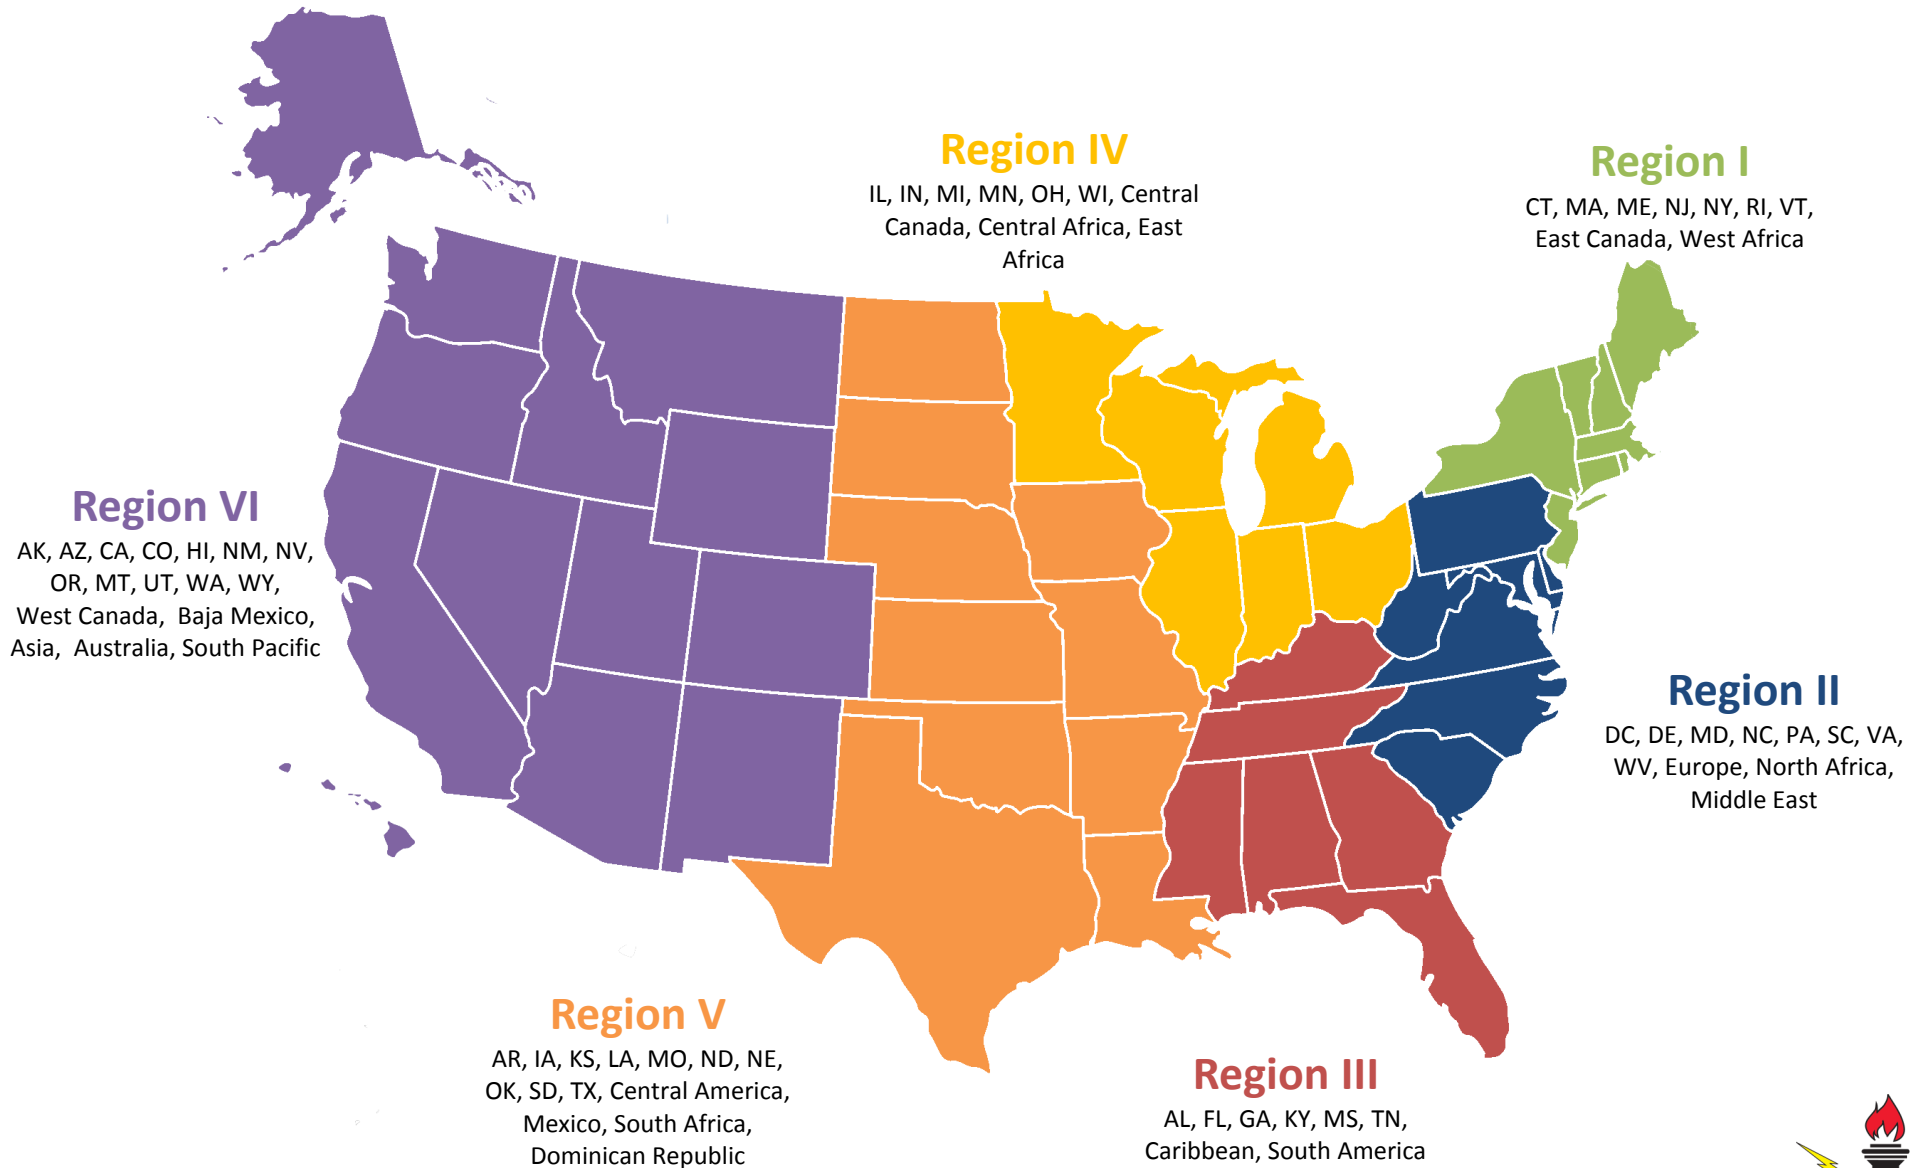 Region IV
IL, IN, MI, MN, OH, WI, Central
Canada, Central Africa, East
Africa
Region I
CT, MA, ME, NJ, NY, RI, VT,
East Canada, West Africa
Region VI
AK, AZ, CA, CO, HI, NM, NV,
OR, MT, UT, WA, WY,
West Canada, Baja Mexico,
Asia, Australia, South Pacific
Region II
DC, DE, MD, NC, PA, SC, VA,
WV, Europe, North Africa,
Middle East
Region V
AR, IA, KS, LA, MO, ND, NE,
OK, SD, TX, Central America,
Mexico, South Africa,
Dominican Republic
Region III
AL, FL, GA, KY, MS, TN,
Caribbean, South America